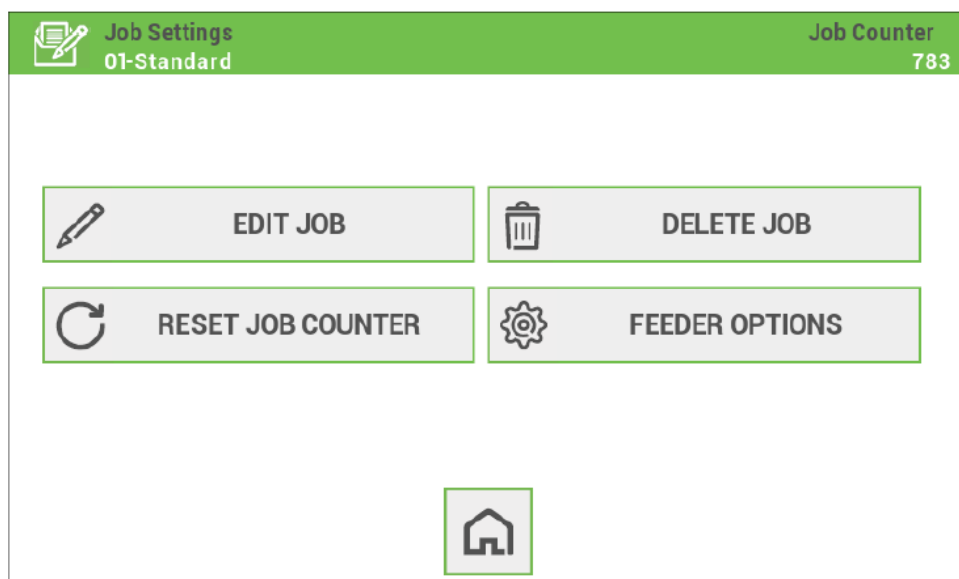 Job Settings
Job Counter
01-Standard
783
EDIT JOB
DELETE JOB
RESET JOB COUNTER
FEEDER OPTIONS